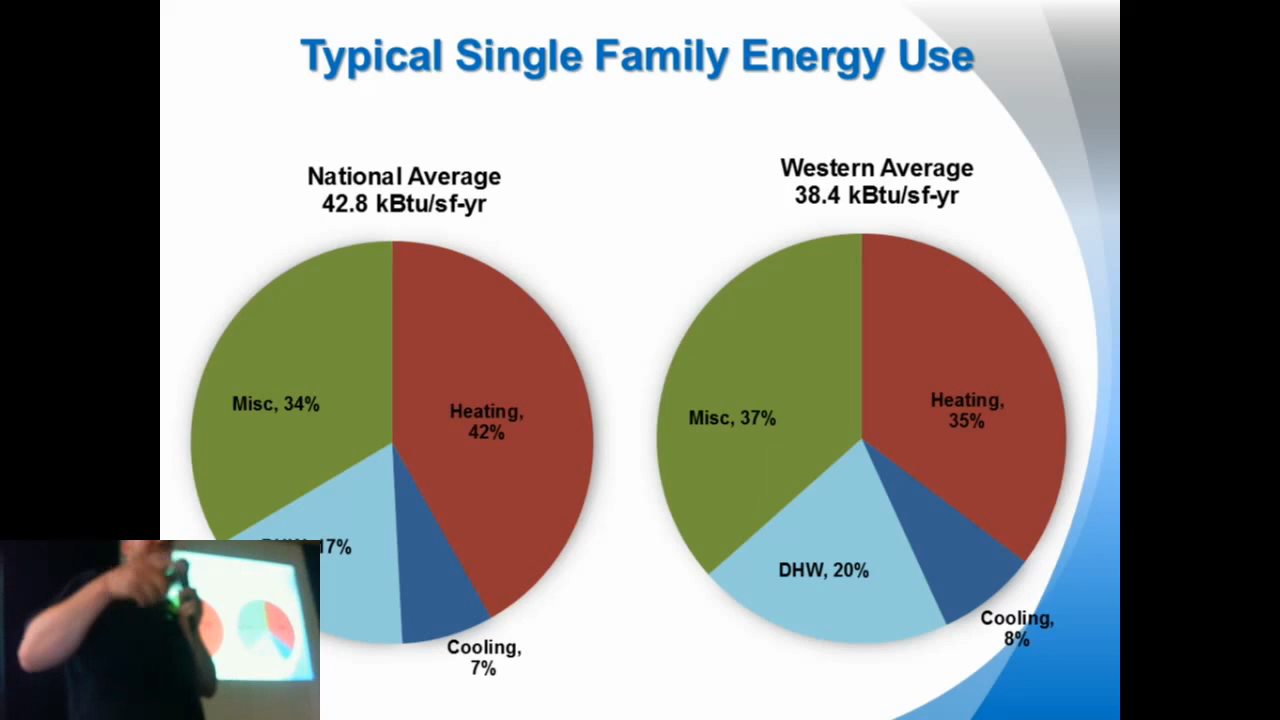 Typical Single Family Energy Use
National Average
42.8 kBtu/sf-yr
Misc, 34%
Heating,
42%
17%
Cooling,
7%
Western Average
38.4 kBtu/sf-yr
Misc, 37%
Heating,
35%
DHW, 20%
Cooling,
8%